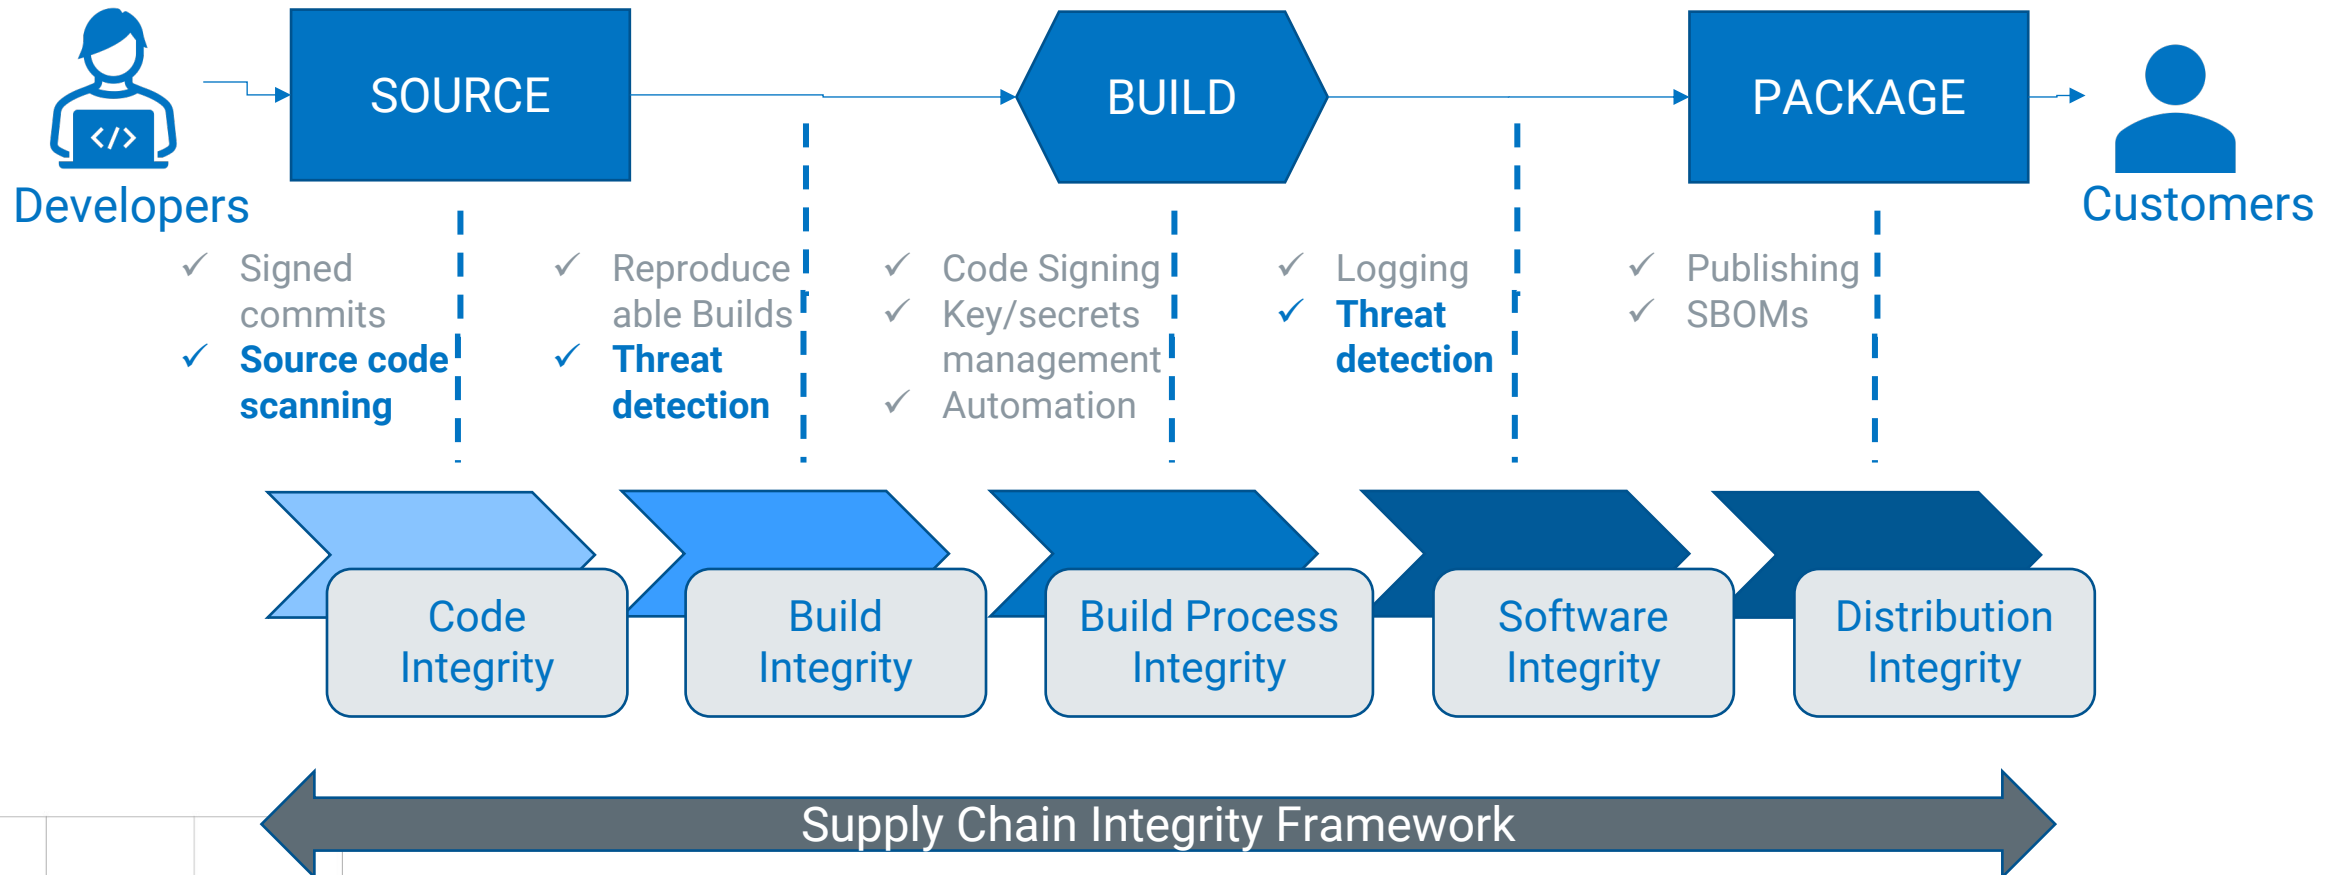 SOURCE
BUILD
PACKAGE
</>
Developers
Customers
✓ Signed
commits
✓ Source code
scanning
✓ Reproduce
able Builds
✓ Threat
detection
✓ Code Signing
✓ Key/secrets
management
✓ Automation
✓ Logging
✓ Threat
detection
✓ Publishing
✓ SBOMs
Code
Integrity
Build
Integrity
Build Process
Integrity
Software
Integrity
Distribution
Integrity
Supply Chain Integrity Framework